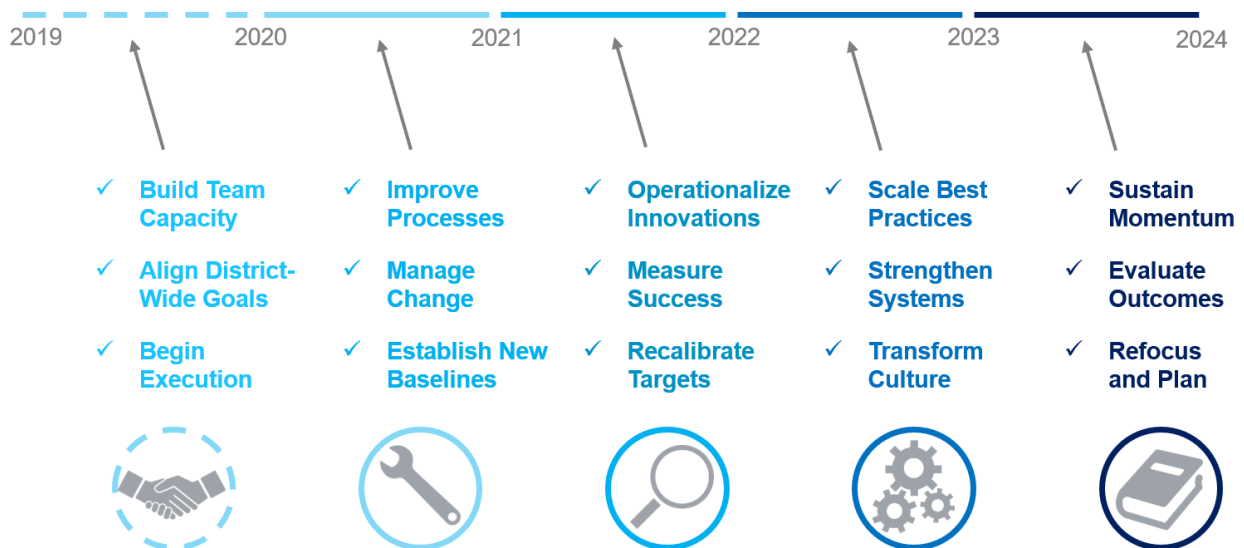 2019
2020
2021
2022
2023
2024
✓ Build Team
Capacity
✓ Align District-
Wide Goals
✓ Begin
Execution
✓ Improve
Processes
✓ Manage
Change
✓ Establish New
Baselines
✓ Operationalize
Innovations
✓ Measure
Success
✓ Recalibrate
Targets
✓ Scale Best
Practices
✓ Strengthen
Systems
✓ Transform
Culture
✓ Sustain
Momentum
✓ Evaluate
Outcomes
✓ Refocus
and Plan